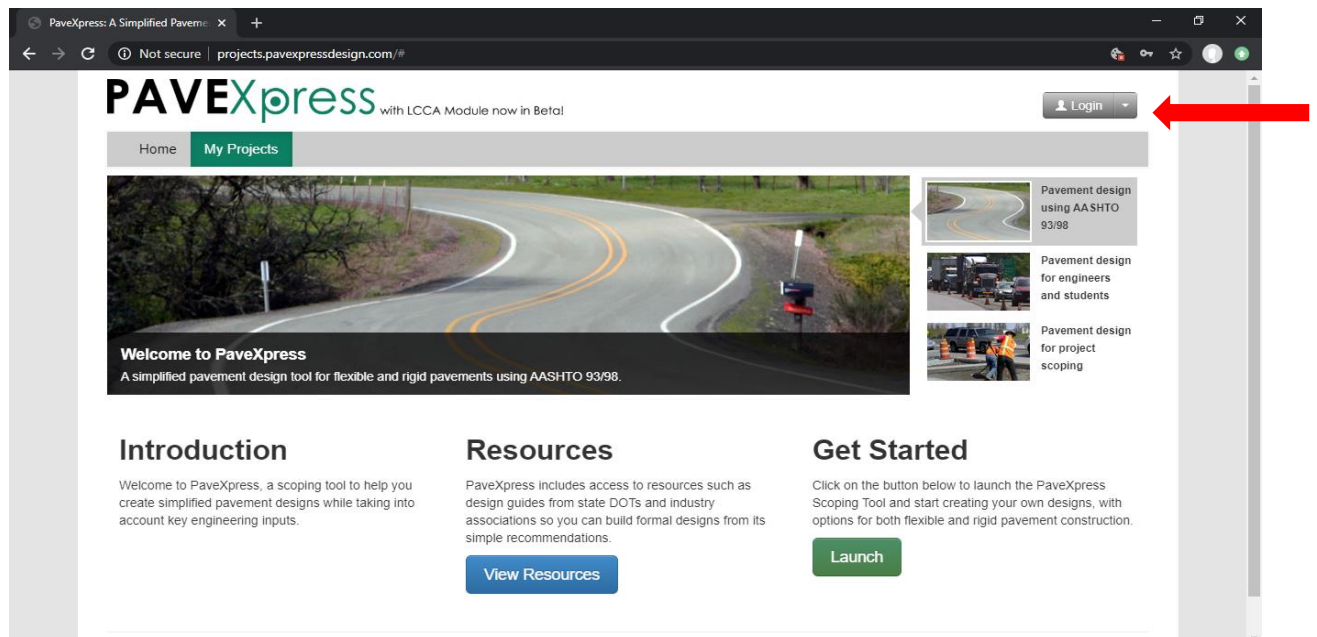 PaveXpress: A Simplified Paveme
Not secure | projects.pavexpressdesign.com/#
PAVEXpress with LCCA Module now in Beta!
Login
Home My Projects
Pavement design
using AASHTO
93/98
Pavement design
for engineers
and students
Pavement design
for project
scoping
Welcome to PaveXpress
A simplified pavement design tool for flexible and rigid pavements using AASHTO 93/98.
Introduction
Welcome to PaveXpress, a scoping tool to help you
create simplified pavement designs while taking into
account key engineering inputs.
Resources
PaveXpress includes access to resources such as
design guides from state DOTs and industry
associations so you can build formal designs from its
simple recommendations.
View Resources
Get Started
Click on the button below to launch the PaveXpress
Scoping Tool and start creating your own designs, with
options for both flexible and rigid pavement construction.
Launch